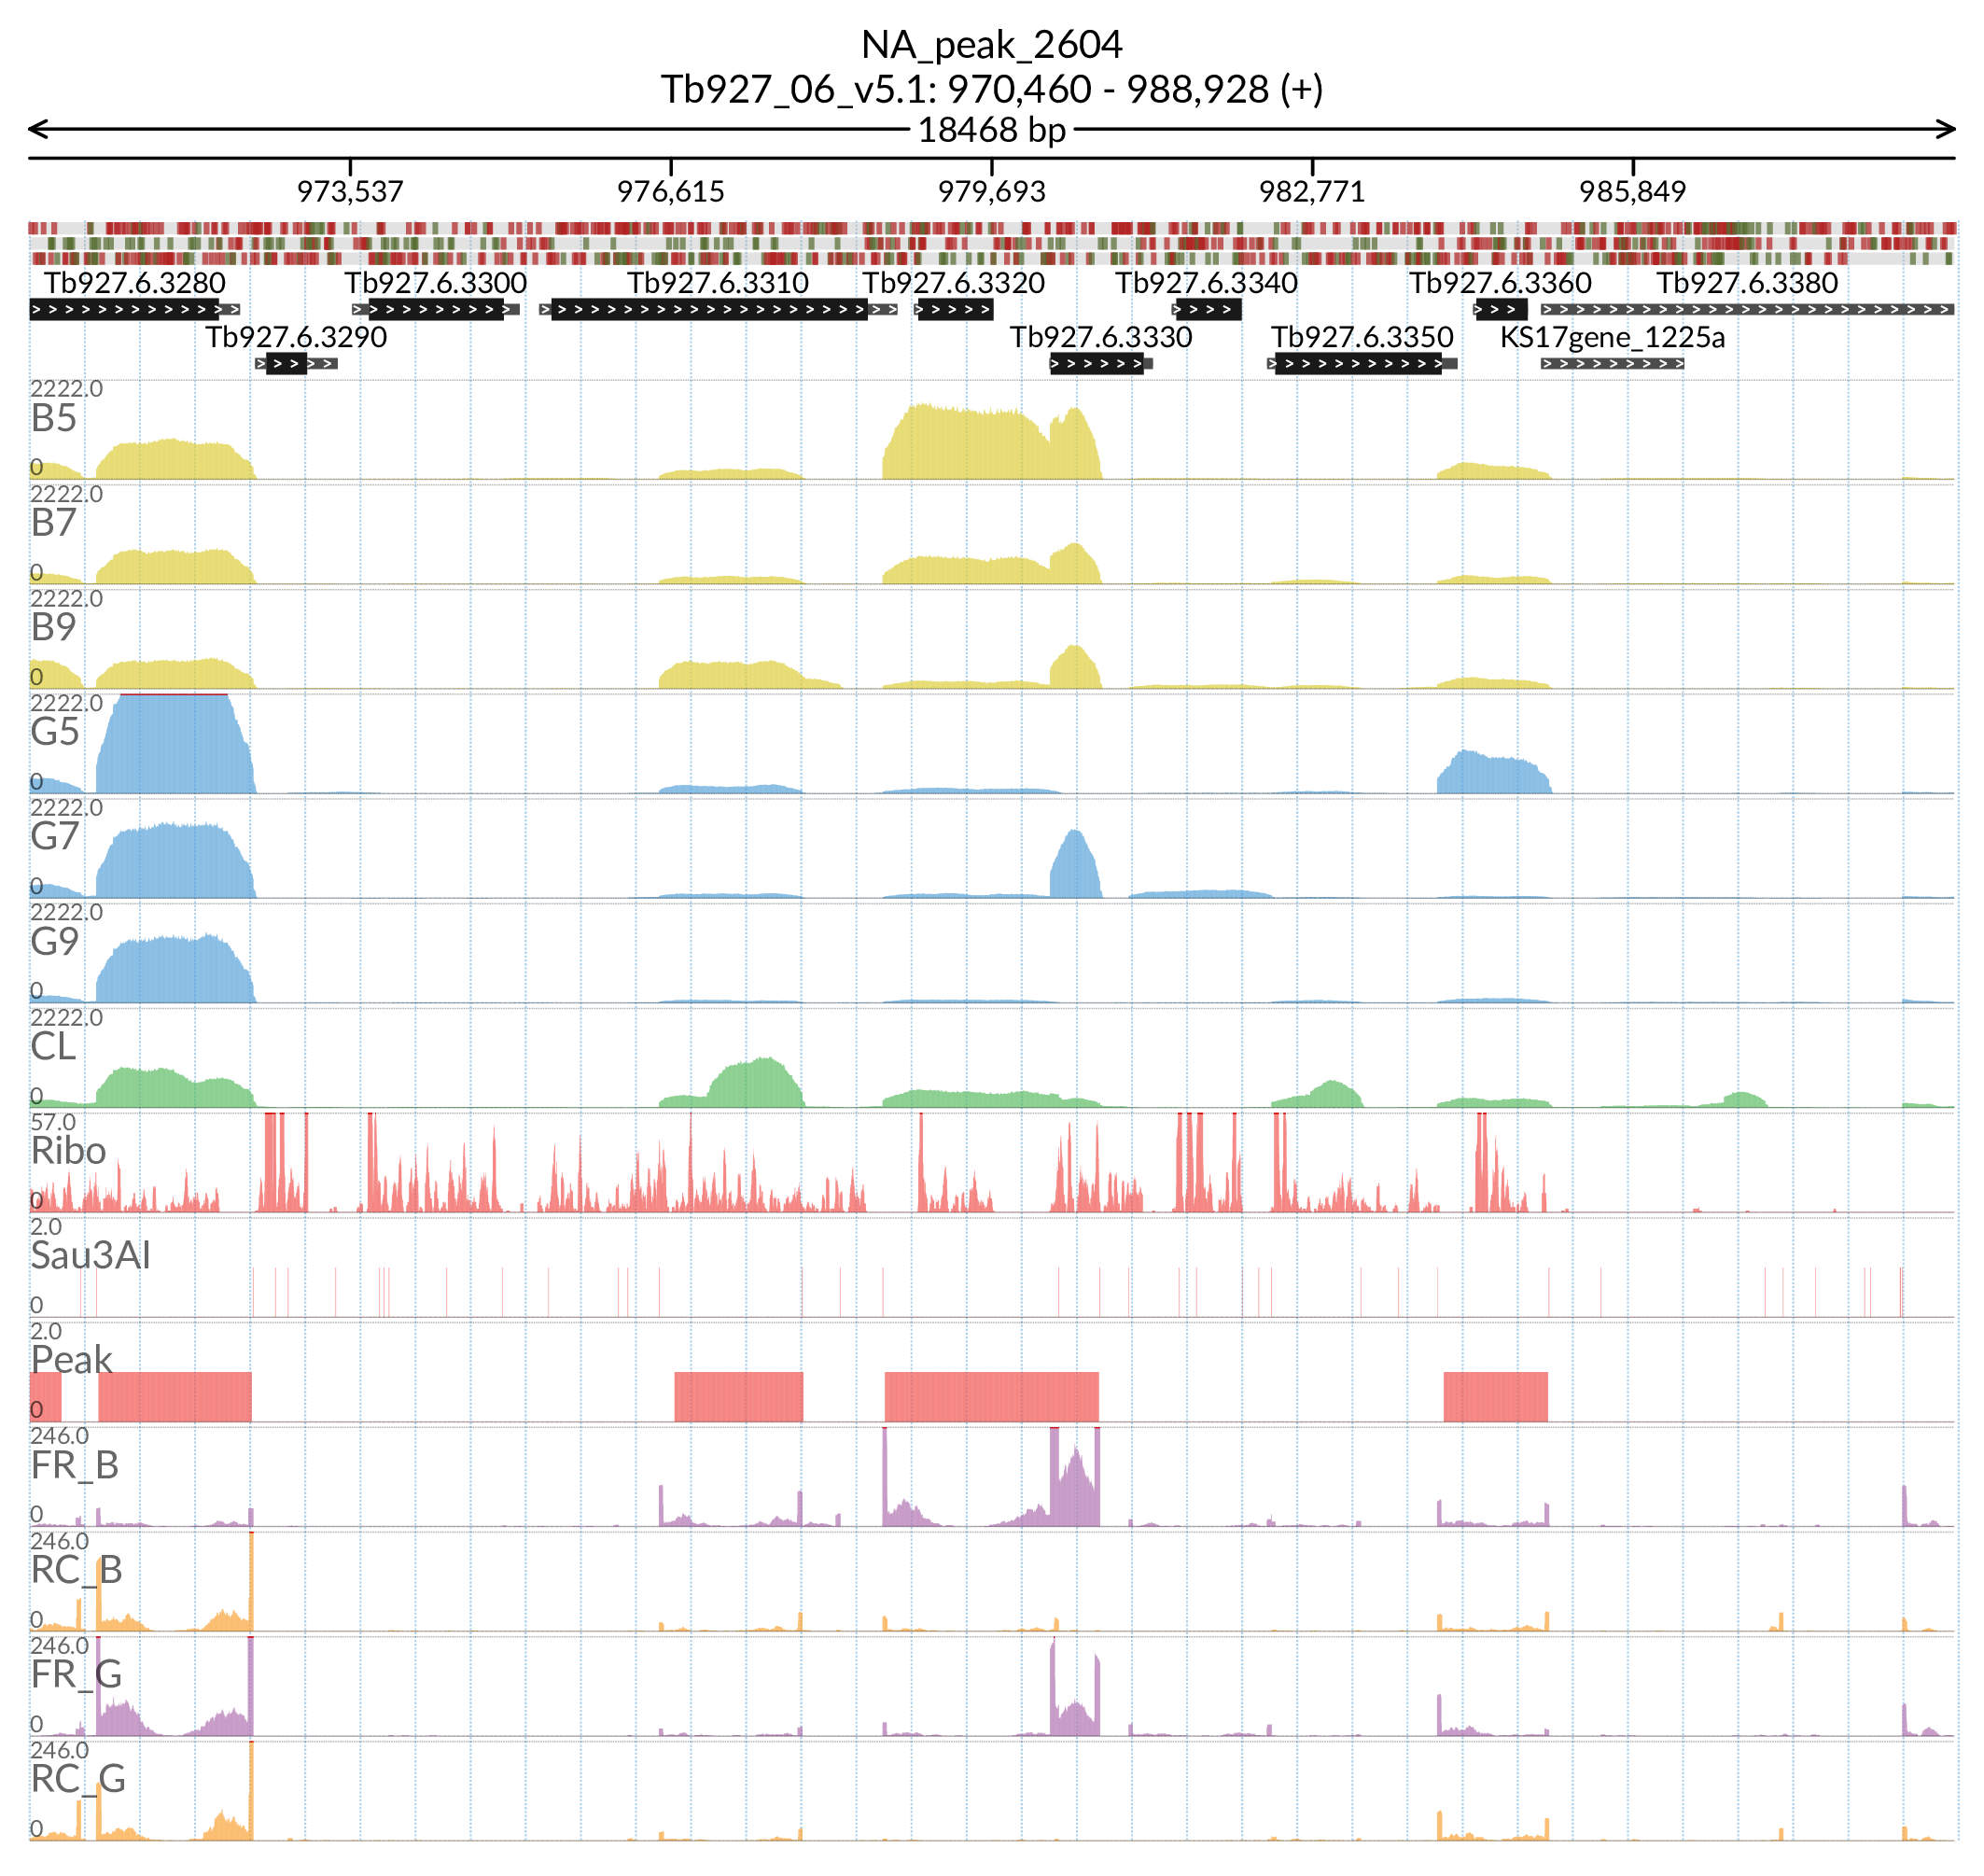 NA_peak_2604
Tb927_06_v5.1: 970,460 - 988,928 (+)
18468 bp
973,537 976,615 979,693 982,771 985,849
Tb927.6.3280 Tb927.6.3300 Tb927.6.3310 Tb927.6.3320 Tb927.6.3340 Tb927.6.3360 Tb927.6.3380
Tb927.6.3290 Tb927.6.3330 Tb927.6.3350 KS17gene_1225a
2222.0
B5
0
2222.0
B7
0
2222.0
B9
0
2222.0
G5
0
2222.0
G7
0
2222.0
G9
0
2222.0
CL
0
57.0
Ribo
0
2.0
Sau3AI
0
2.0
Peak
0
246.0
FR_B
0
246.0
RC_B
0
246.0
FR_G
0
246.0
RC_G
0